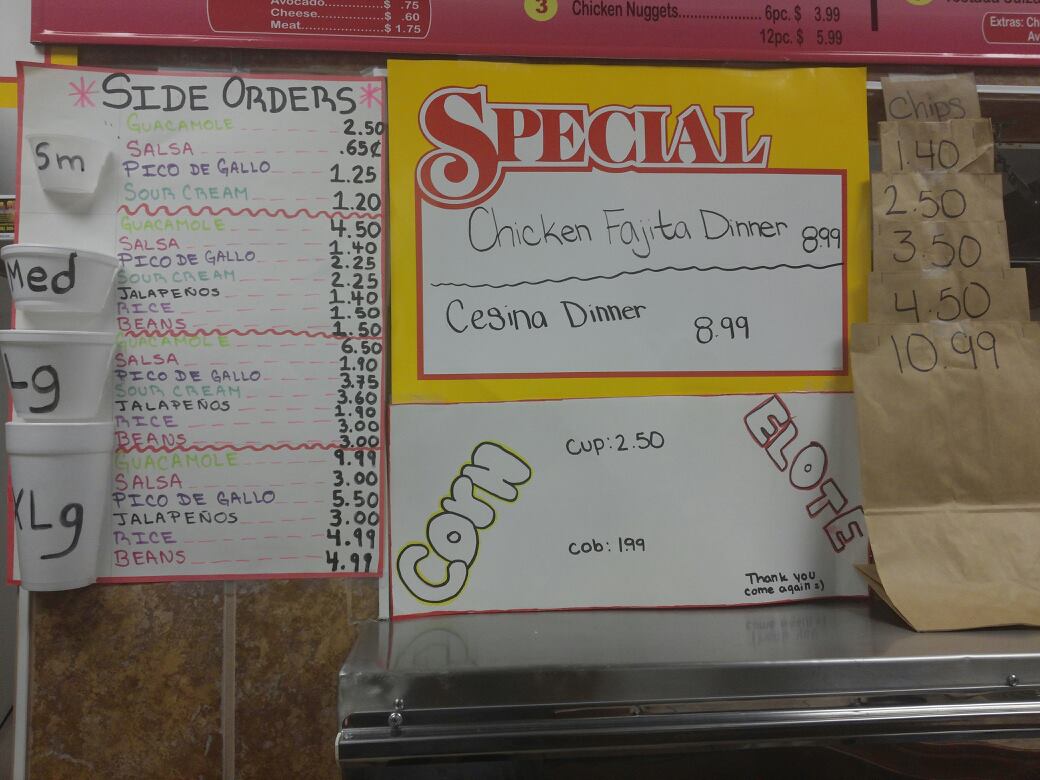 Avocado..............$ .75
Cheese..................$ .60
Meat.....................$ 1.75
3 Chicken Nuggets.................. 6pc. $ 3.99
12pc. $ 5.99
Extras: Ch
Av
*SIDE ORDERS*
Sm
GUACAMOLE 2.50
SALSA .65¢
PICO DE GALLO 1.25
SOUR CREAM 1.20
Med
GUACAMOLE 4.50
SALSA 1.40
PICO DE GALLO 2.25
SOUR CREAM 2.25
JALAPEÑOS 1.40
RICE 1.50
BEANS 1.50
Lg
GUACAMOLE 6.50
SALSA 1.90
PICO DE GALLO 3.75
SOUR CREAM 3.60
JALAPEÑOS 1.90
RICE 3.00
BEANS 3.00
XLg
GUACAMOLE 9.99
SALSA 3.00
PICO DE GALLO 5.50
JALAPEÑOS 3.00
RICE 4.99
BEANS 4.99
SPECIAL
Chicken Fajita Dinner 8.99
Cesina Dinner 8.99
Corn
ELOTE
Cup: 2.50
cob: 1.99
Thank you
come again =)
Chips
1.40
2.50
3.50
4.50
10.99